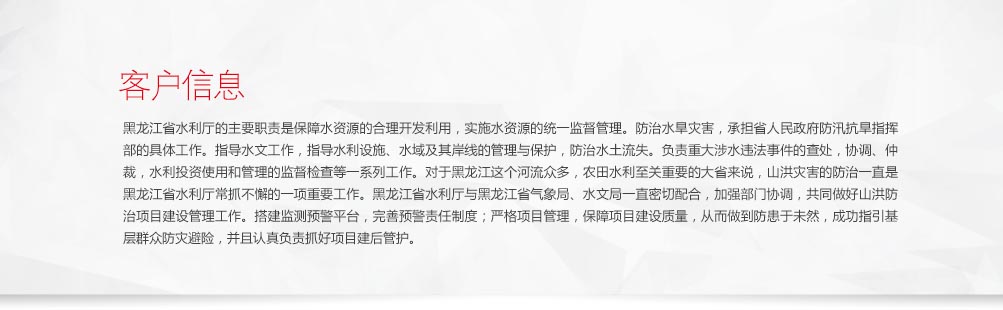 客户信息
黑龙江省水利厅的主要职责是保障水资源的合理开发利用，实施水资源的统一监督管理。防治水旱灾害，承担省人民政府防汛抗旱指挥
部的具体工作。指导水文工作，指导水利设施、水域及其岸线的管理与保护，防治水土流失。负责重大涉水违法事件的查处，协调、仲
裁，水利投资使用和管理的监督检查等一系列工作。对于黑龙江这个河流众多，农田水利至关重要的大省来说，山洪灾害的防治一直是
黑龙江省水利厅常抓不懈的一项重要工作。黑龙江省水利厅与黑龙江省气象局、水文局一直密切配合，加强部门协调，共同做好山洪防
治项目建设管理工作。搭建监测预警平台，完善预警责任制度；严格项目管理，保障项目建设质量，从而做到防患于未然，成功指引基
层群众防灾避险，并且认真负责抓好项目建后管护。